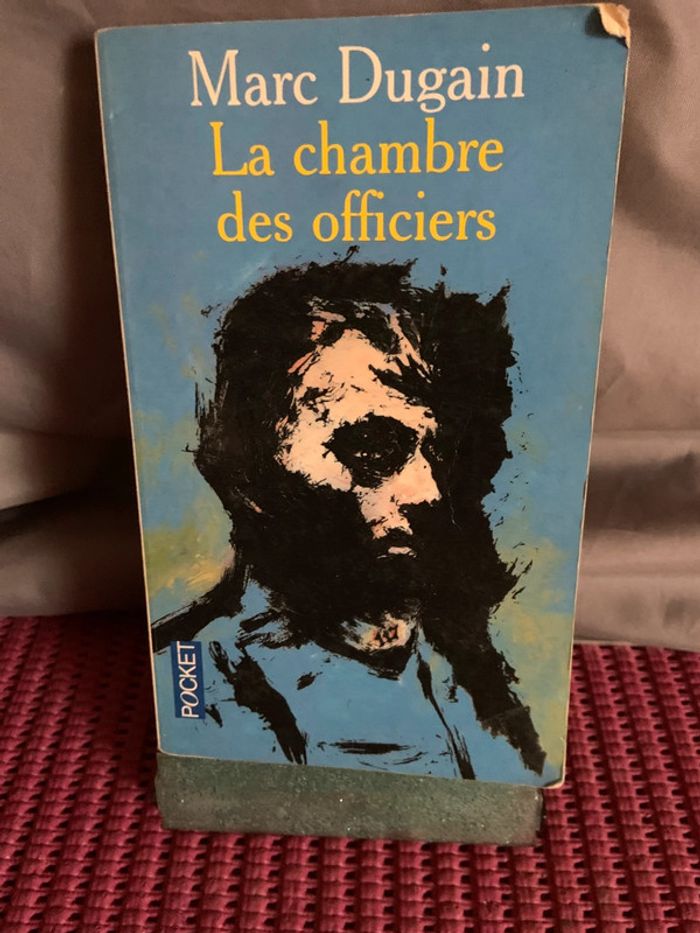 Marc Dugain
La chambre
des officiers
POCKET